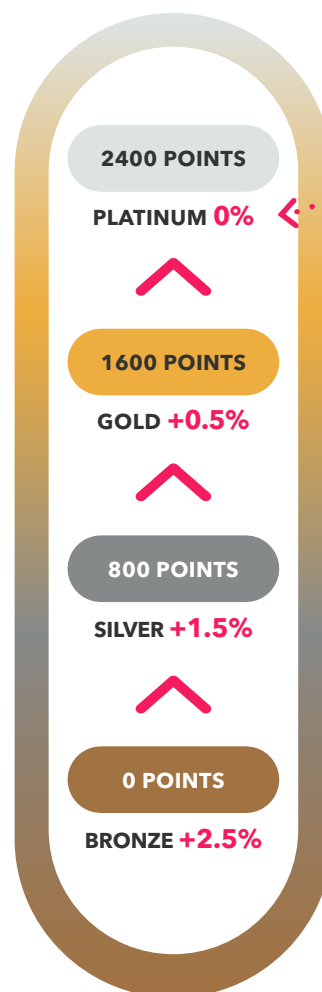 2400 POINTS
PLATINUM 0%
1600 POINTS
GOLD +0.5%
800 POINTS
SILVER +1.5%
0 POINTS
BRONZE +2.5%